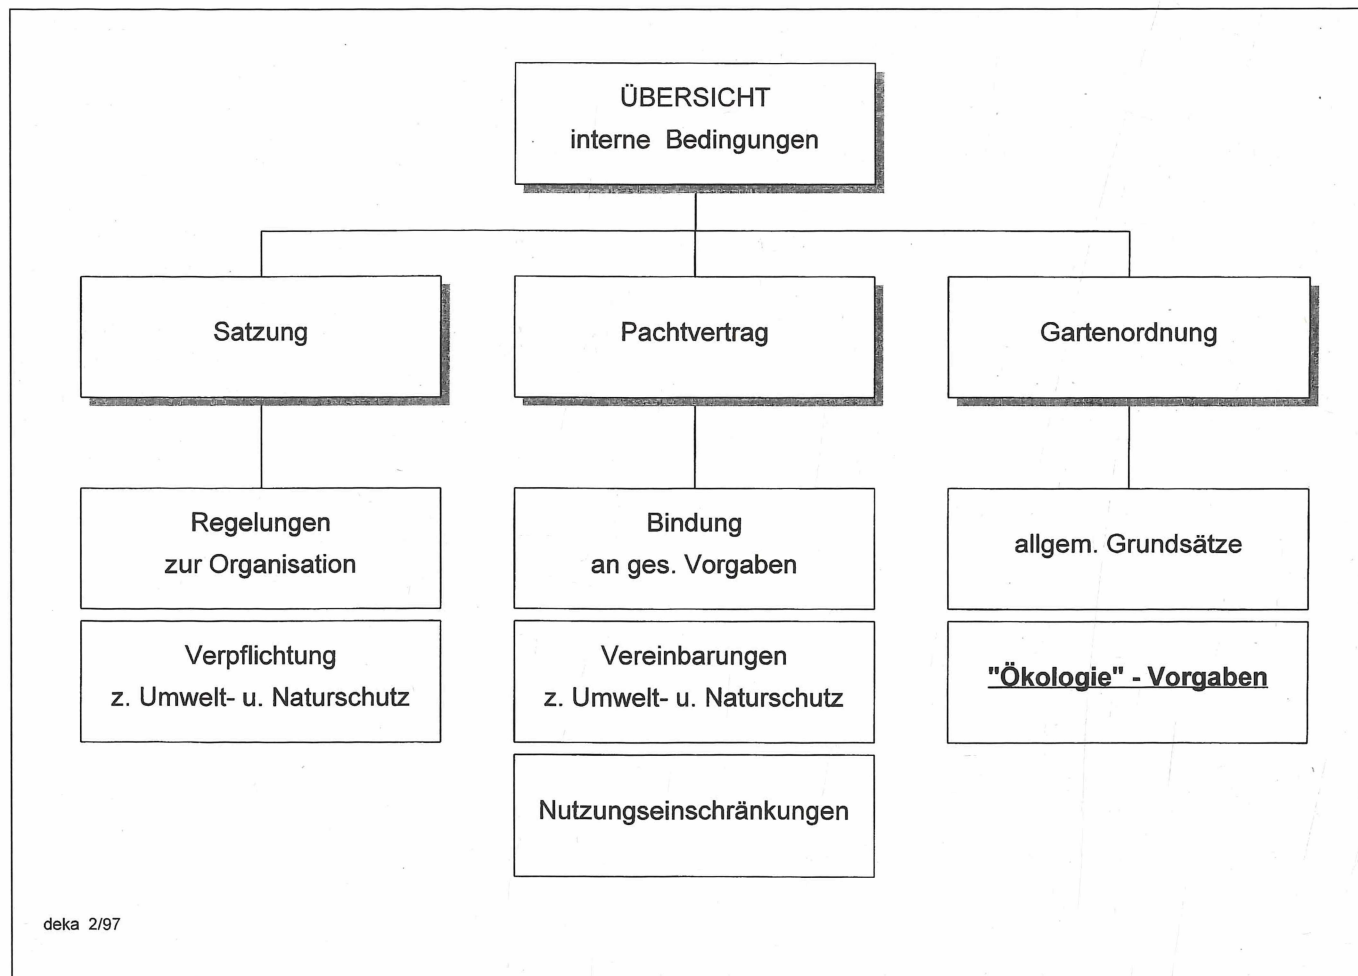 ÜBERSICHT
interne Bedingungen
Satzung
Pachtvertrag
Gartenordnung
Regelungen
zur Organisation
Bindung
an ges. Vorgaben
allgem. Grundsätze
Verpflichtung
z. Umwelt- u. Naturschutz
Vereinbarungen
z. Umwelt- u. Naturschutz
"Ökologie" - Vorgaben
Nutzungseinschränkungen
deka 2/97